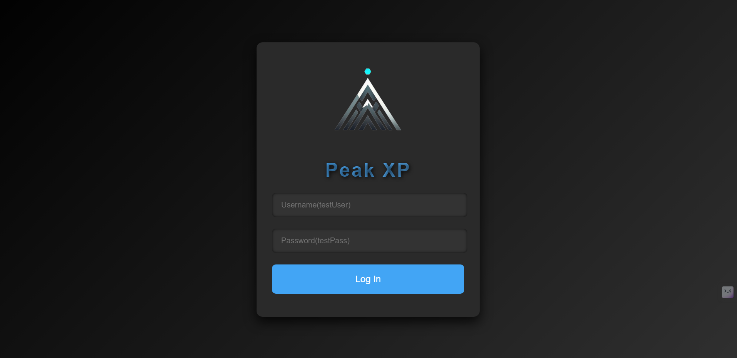 Peak XP
Username(testUser)
Password(testPass)
Log In